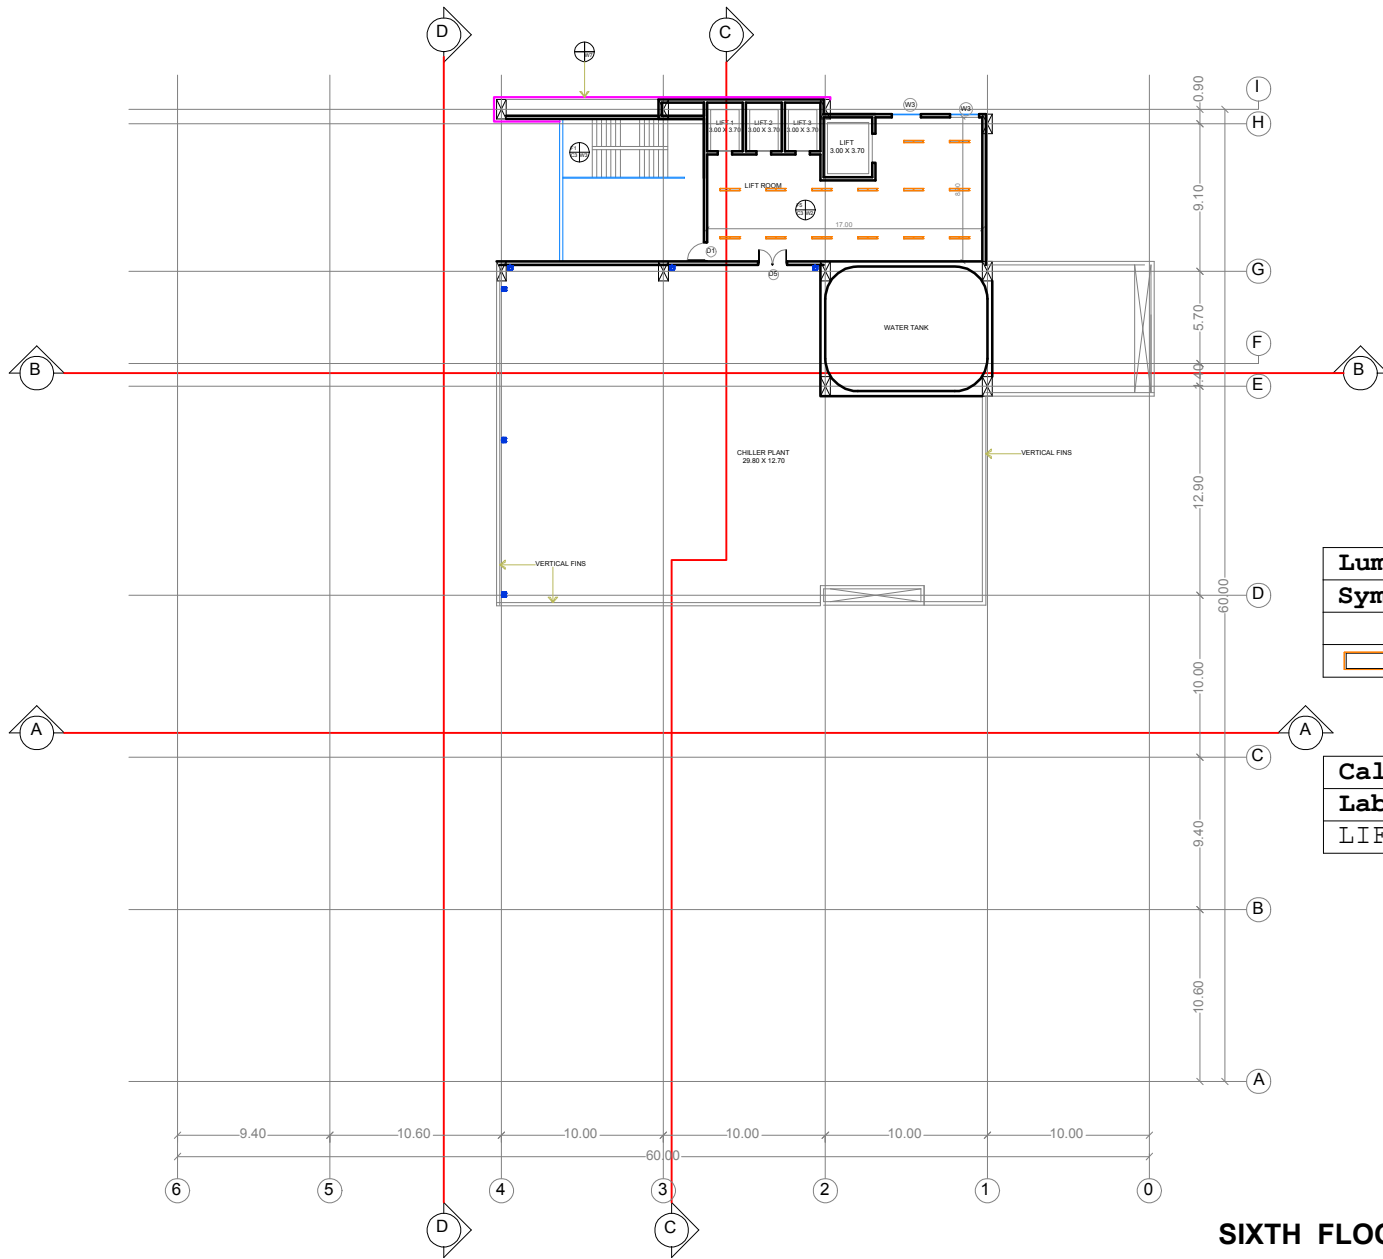 D
C
I
0.90
H
W3
W3
LIFT 1
3.00 X 3.70
LIFT 2
3.00 X 3.70
LIFT 3
3.00 X 3.70
LIFT
3.00 X 3.70
LIFT ROOM
8.90
9.10
17.00
D1
D5
G
5.70
WATER TANK
F
B
B
1.40
E
CHILLER PLANT
29.80 X 12.70
VERTICAL FINS
12.90
VERTICAL FINS
Lum
Sym
D
60.00
10.00
A
A
C
Cal
Lab
LIF
9.40
B
10.60
A
9.40
10.60
10.00
10.00
10.00
10.00
60.00
6
5
4
3
2
1
0
D
C
SIXTH FLOO